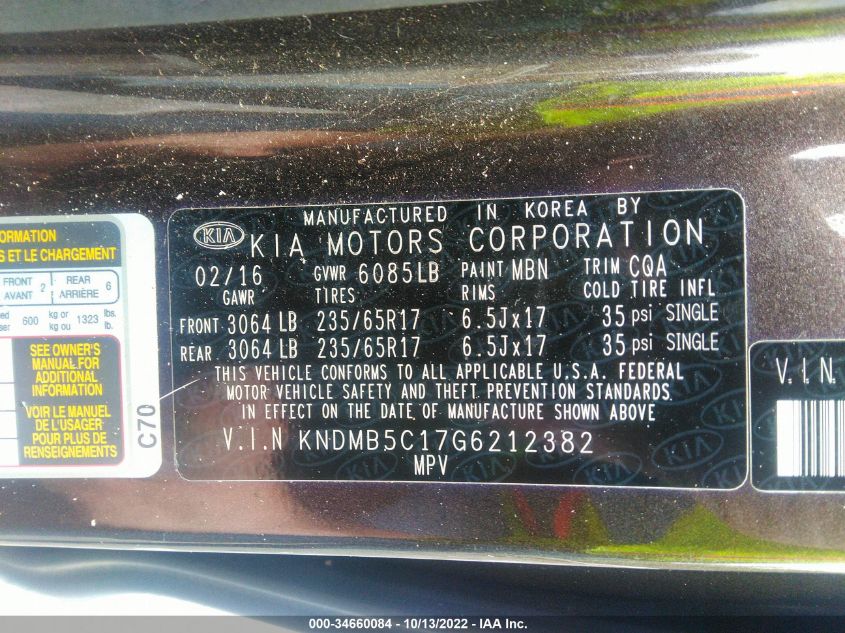 ORMATION
S ET LE CHARGEMENT
FRONT AVANT 2 REAR ARRIÈRE 6
600 kg or kg ou 1323 lbs. lb.
SEE OWNER'S
MANUAL FOR
ADDITIONAL
INFORMATION
VOIR LE MANUEL
DE L'USAGER
POUR PLUS DE
RENSEIGNEMENTS
C70
MANUFACTURED IN KOREA BY
KIA KIA MOTORS CORPORATION
02/16 GVWR 6085LB PAINT MBN TRIM CQA
GAWR TIRES RIMS COLD TIRE INFL
FRONT 3064 LB 235/65R17 6.5Jx17 35 psi SINGLE
REAR 3064 LB 235/65R17 6.5Jx17 35 psi SINGLE
THIS VEHICLE CONFORMS TO ALL APPLICABLE U.S.A. FEDERAL
MOTOR VEHICLE SAFETY AND THEFT PREVENTION STANDARDS
IN EFFECT ON THE DATE OF MANUFACTURE SHOWN ABOVE
V.I.N KNDMB5C17G6212382
MPV
V.I.N
000-34660084 - 10/13/2022 - IAA Inc.